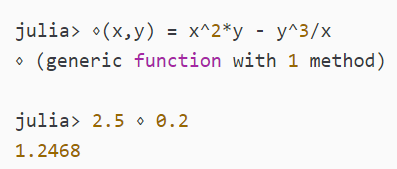 julia> ⋄(x,y) = x^2*y - y^3/x
⋄ (generic function with 1 method)
julia> 2.5 ⋄ 0.2
1.2468